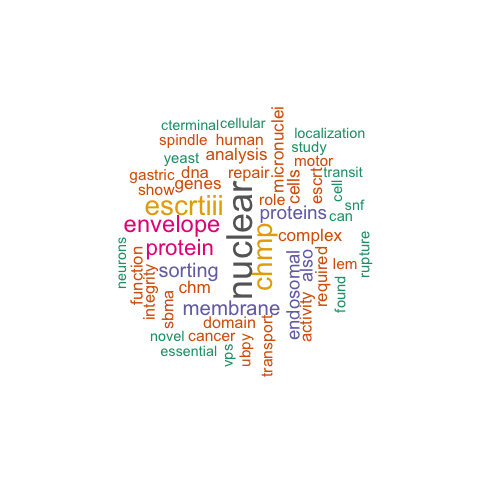 cterminal
cellular
spindle
human
micronuclei
localization
study
yeast
analysis
motor
gastric
dna
repair
cells
escrt
transit
show
genes
role
cell
snf
escrtiii
nuclear
chmp
proteins
can
envelope
complex
protein
also
rupture
neurons
function
integrity
sorting
endosomal
required
lem
chm
found
sbma
membrane
activity
domain
transport
novel
cancer
ubpy
essential
vps